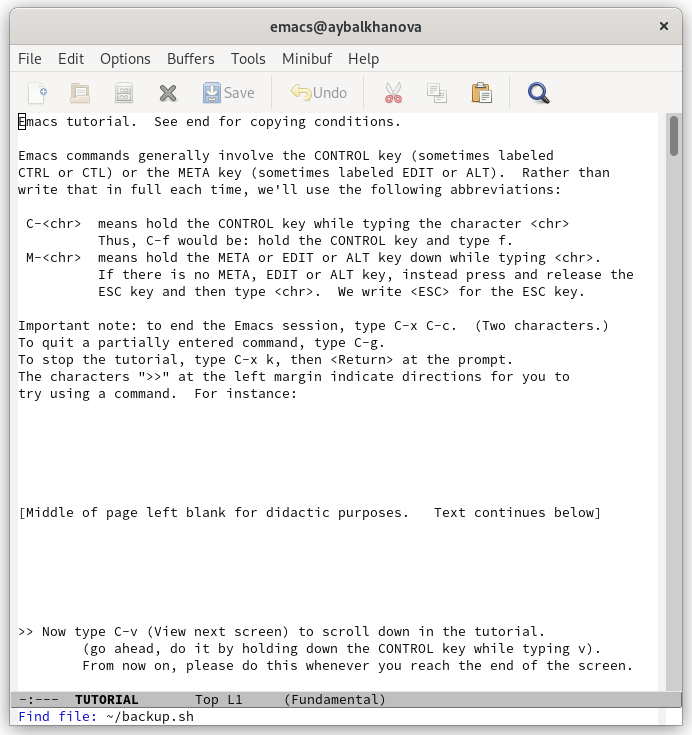 emacs@aybalkhanova ×
File Edit Options Buffers Tools Minibuf Help
Save Undo
Emacs tutorial.  See end for copying conditions.
Emacs commands generally involve the CONTROL key (sometimes labeled
CTRL or CTL) or the META key (sometimes labeled EDIT or ALT).  Rather than
write that in full each time, we'll use the following abbreviations:
 C-<chr>  means hold the CONTROL key while typing the character <chr>
          Thus, C-f would be: hold the CONTROL key and type f.
 M-<chr>  means hold the META or EDIT or ALT key down while typing <chr>.
          If there is no META, EDIT or ALT key, instead press and release the
          ESC key and then type <chr>.  We write <ESC> for the ESC key.
Important note: to end the Emacs session, type C-x C-c.  (Two characters.)
To quit a partially entered command, type C-g.
To stop the tutorial, type C-x k, then <Return> at the prompt.
The characters ">>" at the left margin indicate directions for you to
try using a command.  For instance:
[Middle of page left blank for didactic purposes.   Text continues below]
>> Now type C-v (View next screen) to scroll down in the tutorial.
        (go ahead, do it by holding down the CONTROL key while typing v).
        From now on, please do this whenever you reach the end of the screen.
-:---  TUTORIAL       Top L1     (Fundamental)
Find file: ~/backup.sh